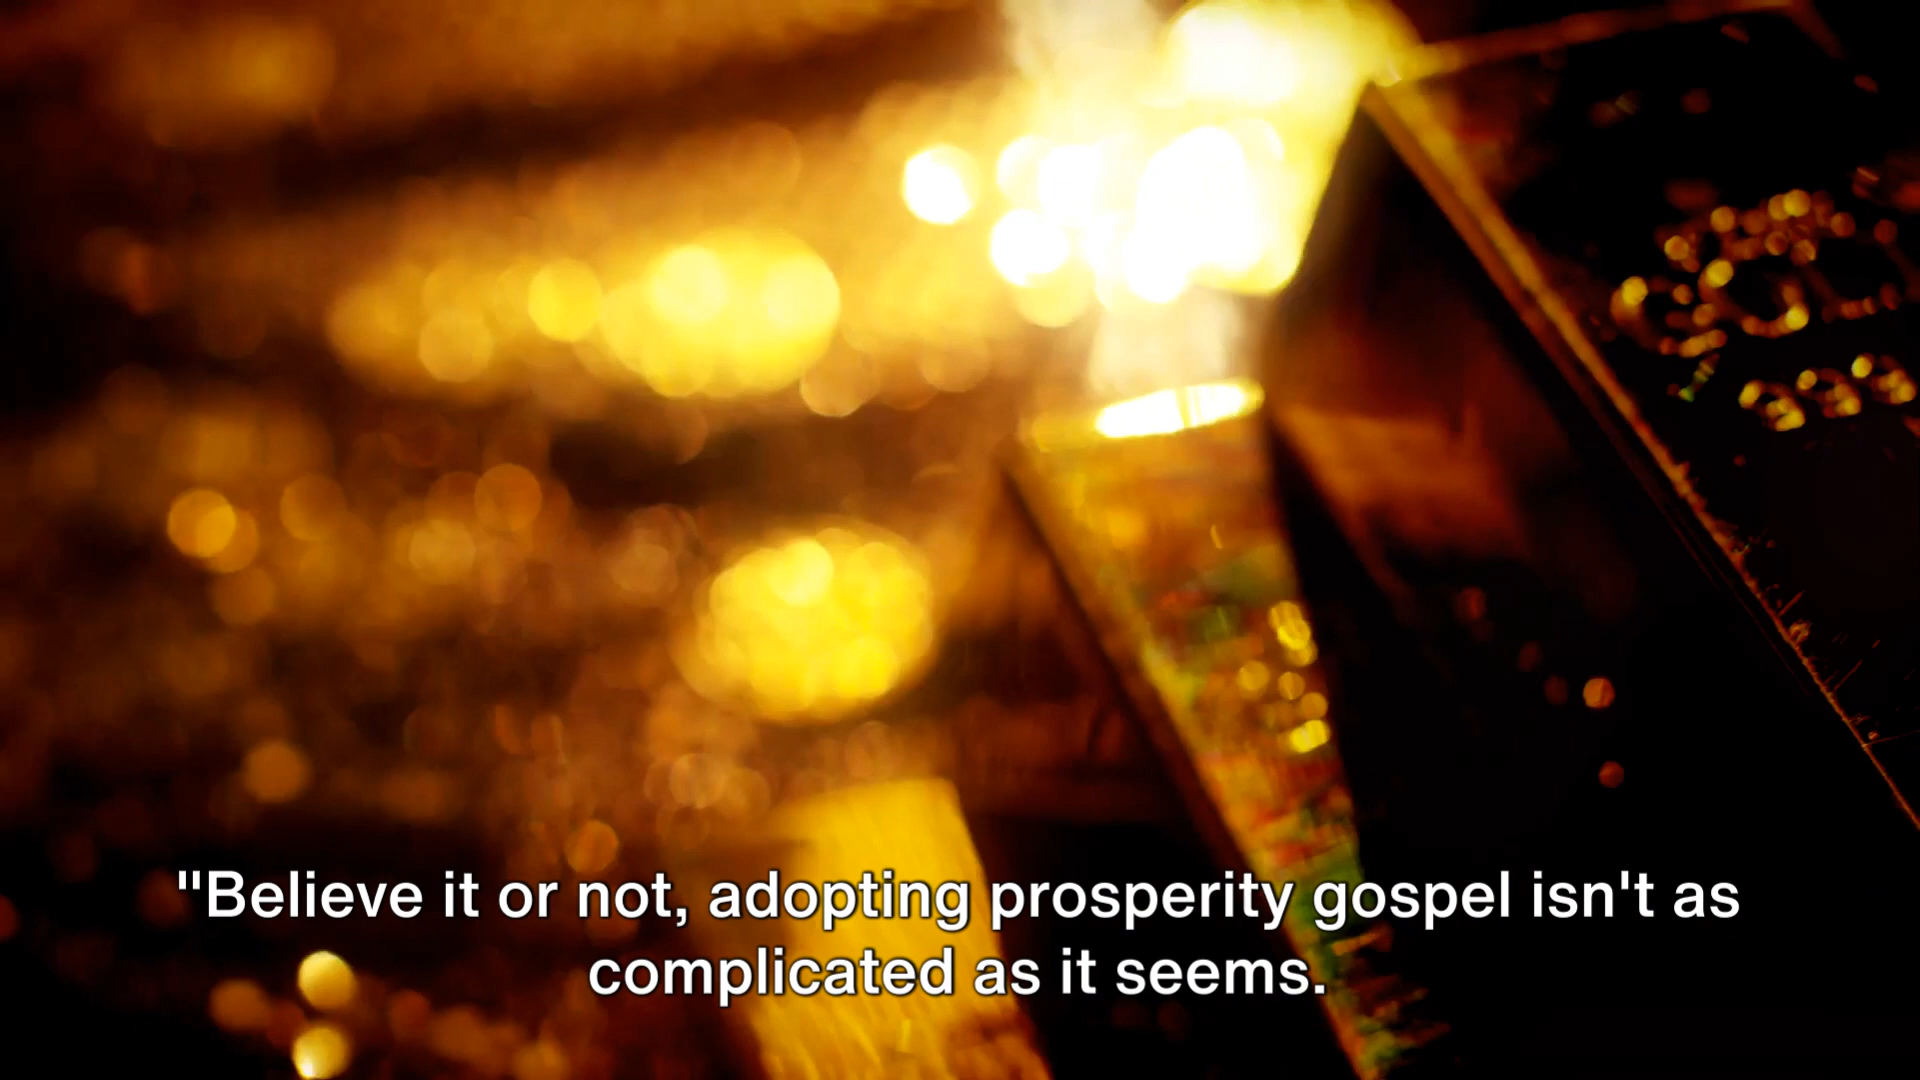 "Believe it or not, adopting prosperity gospel isn't as
complicated as it seems.